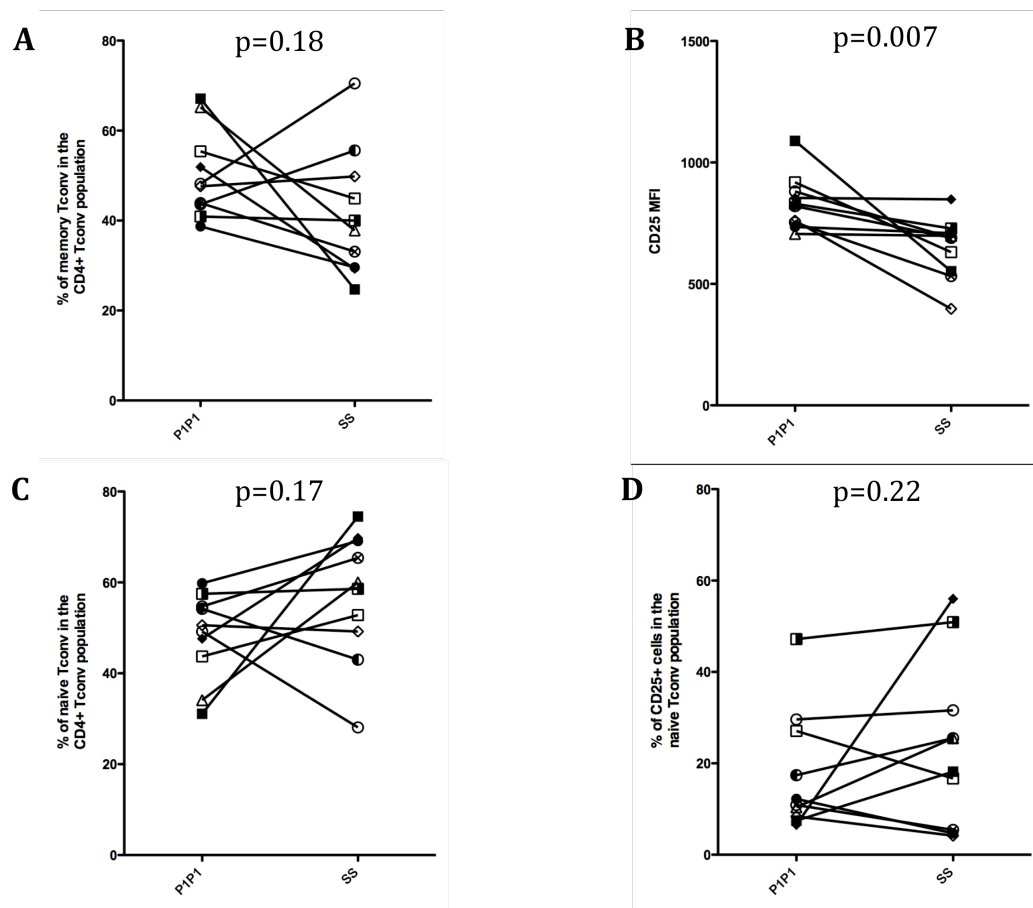 A
p=0.18
% of memory Tconv in the
CD4+ Tconv population
80
60
40
20
0
P1P1
SS
B
p=0.007
CD25 MFI
1500
1000
500
0
P1P1
SS
C
p=0.17
% of naive Tconv in the
CD4+ Tconv population
80
60
40
20
0
P1P1
SS
D
p=0.22
% of CD25+ cells in the
naive Tconv population
80
60
40
20
0
P1P1
SS